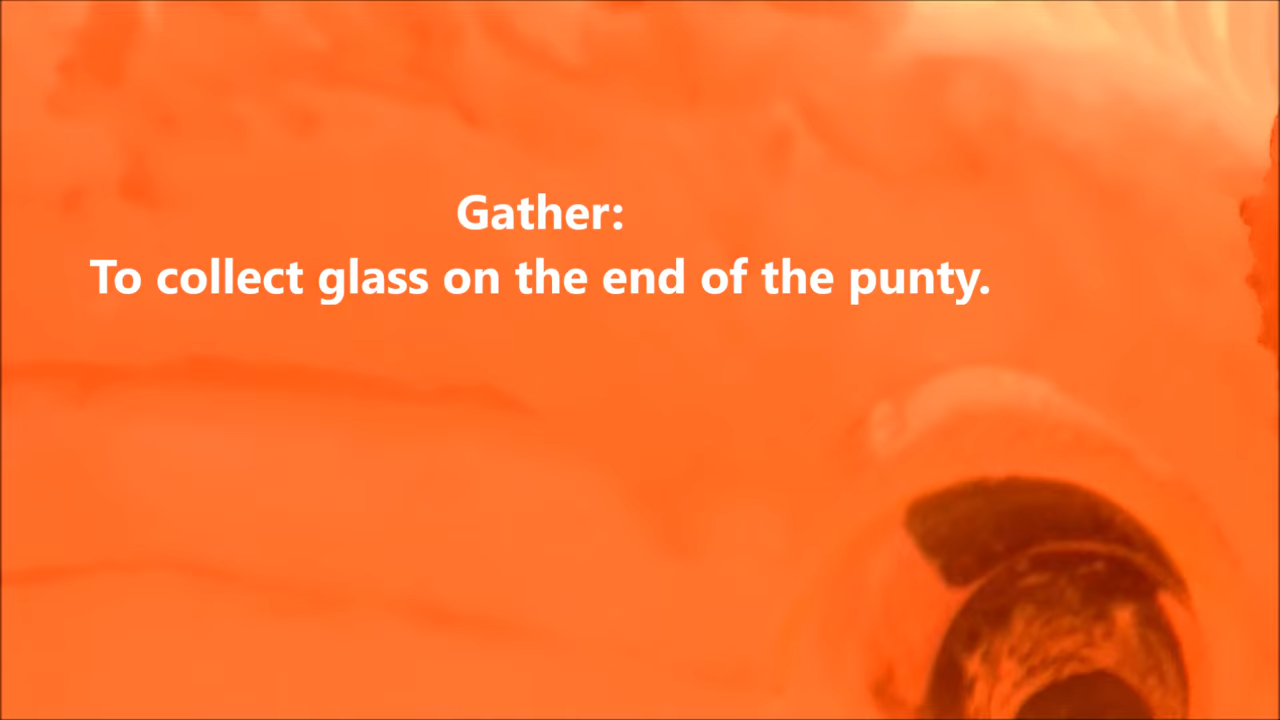 Gather:
To collect glass on the end of the punty.